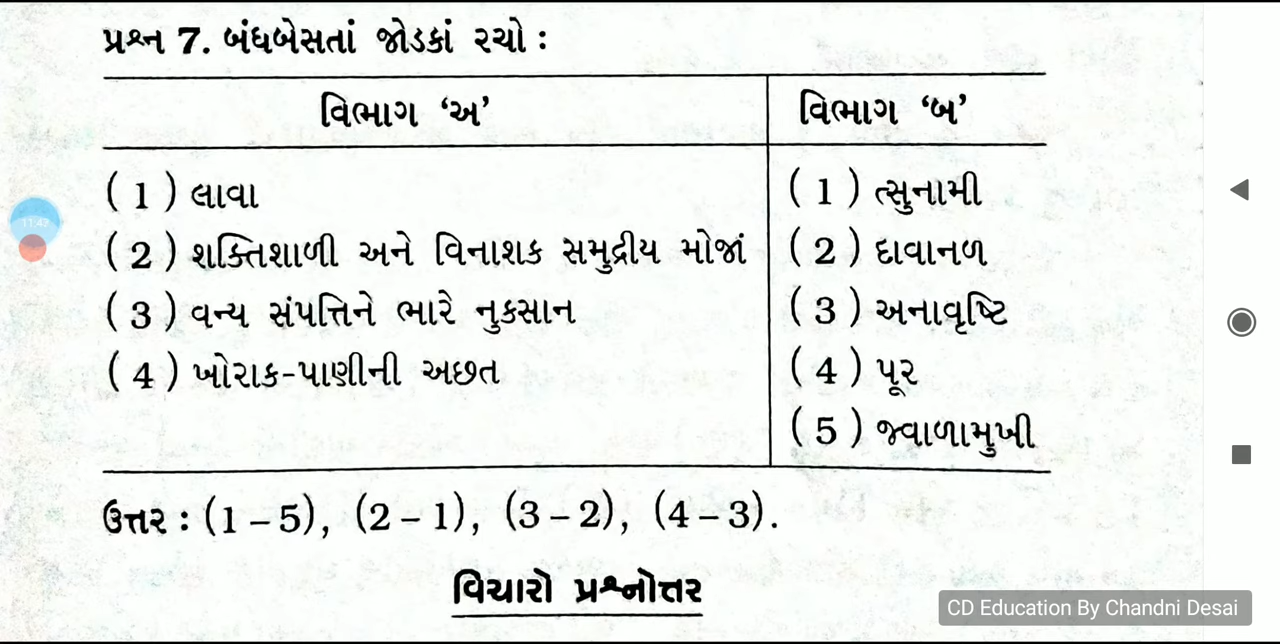 પ્રશ્ન 7. બંધબેસતાં જોડકાં રચો :
વિભાગ ‘અ’ વિભાગ ‘બ’
( 1 ) લાવા ( 1 ) ત્સુનામી
( 2 ) શક્તિશાળી અને વિનાશક સમુદ્રીય મોજાં ( 2 ) દાવાનળ
( 3 ) વન્ય સંપત્તિને ભારે નુકસાન ( 3 ) અનાવૃષ્ટિ
( 4 ) ખોરાક-પાણીની અછત ( 4 ) પૂર
( 5 ) જ્વાળામુખી
ઉત્તર : (1 – 5), (2 – 1), (3 – 2), (4 – 3).
વિચારો પ્રશ્નોત્તર
CD Education By Chandni Desai
11:47